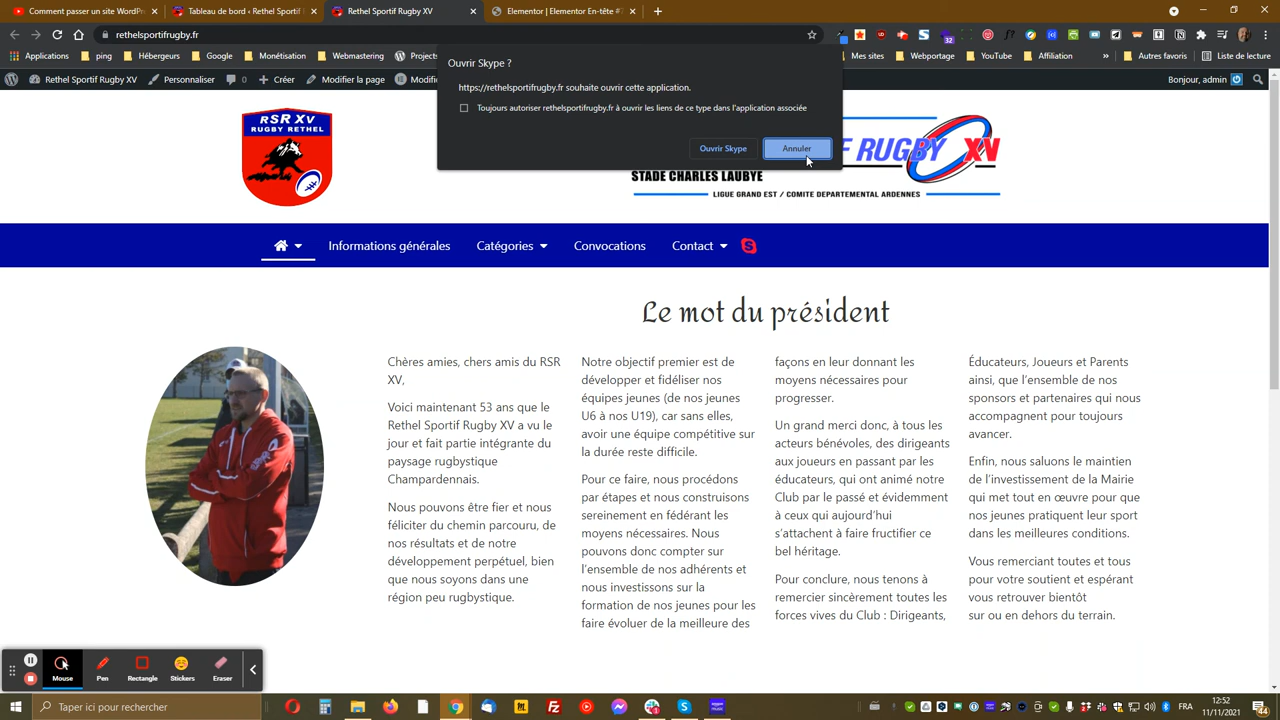 Comment passer un site Wordpress
Tableau de bord ‹ Rethel Sportif
Rethel Sportif Rugby XV
Elementor | Elementor En-tête #
rethelsportifrugby.fr
Applications
Webmastering
Hébergeurs
Google
Monétisation
Webmastering
Projects
Mes sites
Webportage
YouTube
Affiliation
Autres favoris
Liste de lecture
Rethel Sportif Rugby XV
Personnaliser
0
Créer
Modifier la page
Bonjour, admin
Ouvrir Skype ?
https://rethelsportifrugby.fr souhaite ouvrir cette application.
Toujours autoriser rethelsportifrugby.fr à ouvrir les liens de ce type dans l'application associée
Ouvrir Skype
Annuler
RSR XV
RUGBY RETHEL
RUGBY XV
STADE CHARLES LAUBYE
LIGUE GRAND EST / COMITE DEPARTEMENTAL ARDENNES
Informations générales
Catégories
Convocations
Contact
Le mot du président
Chères amies, chers amis du RSR
XV,
Voici maintenant 53 ans que le
Rethel Sportif Rugby XV a vu le
jour et fait partie intégrante du
paysage rugbystique
Champardennais.
Nous pouvons être fier et nous
féliciter du chemin parcouru, de
nos résultats et de notre
développement perpétuel, bien
que nous soyons dans une
région peu rugbystique.
Notre objectif premier est de
développer et fidéliser nos
équipes jeunes (de nos jeunes
U6 à nos U19), car sans elles,
avoir une équipe compétitive sur
la durée reste difficile.
Pour ce faire, nous procédons
par étapes et nous construisons
sereinement en fédérant les
moyens nécessaires. Nous
pouvons donc compter sur
l'ensemble de nos adhérents et
nous investissons sur la
formation de nos jeunes pour les
faire évoluer de la meilleure des
façons en leur donnant les
moyens nécessaires pour
progresser.
Un grand merci donc, à tous les
acteurs bénévoles, des dirigeants
aux joueurs en passant par les
éducateurs, qui ont animé notre
Club par le passé et évidemment
à ceux qui aujourd'hui
s'attachent à faire fructifier ce
bel héritage.
Pour conclure, nous tenons à
remercier sincèrement toutes les
forces vives du Club : Dirigeants,
Éducateurs, Joueurs et Parents
ainsi, que l'ensemble de nos
sponsors et partenaires qui nous
accompagnent pour toujours
avancer.
Enfin, nous saluons le maintien
de l'investissement de la Mairie
qui met tout en œuvre pour que
nos jeunes pratiquent leur sport
dans les meilleures conditions.
Vous remerciant toutes et tous
pour votre soutient et espérant
vous retrouver bientôt
sur ou en dehors du terrain.
Mouse
Pen
Rectangle
Stickers
Eraser
Taper ici pour rechercher
FRA
12:52
11/11/2021
44